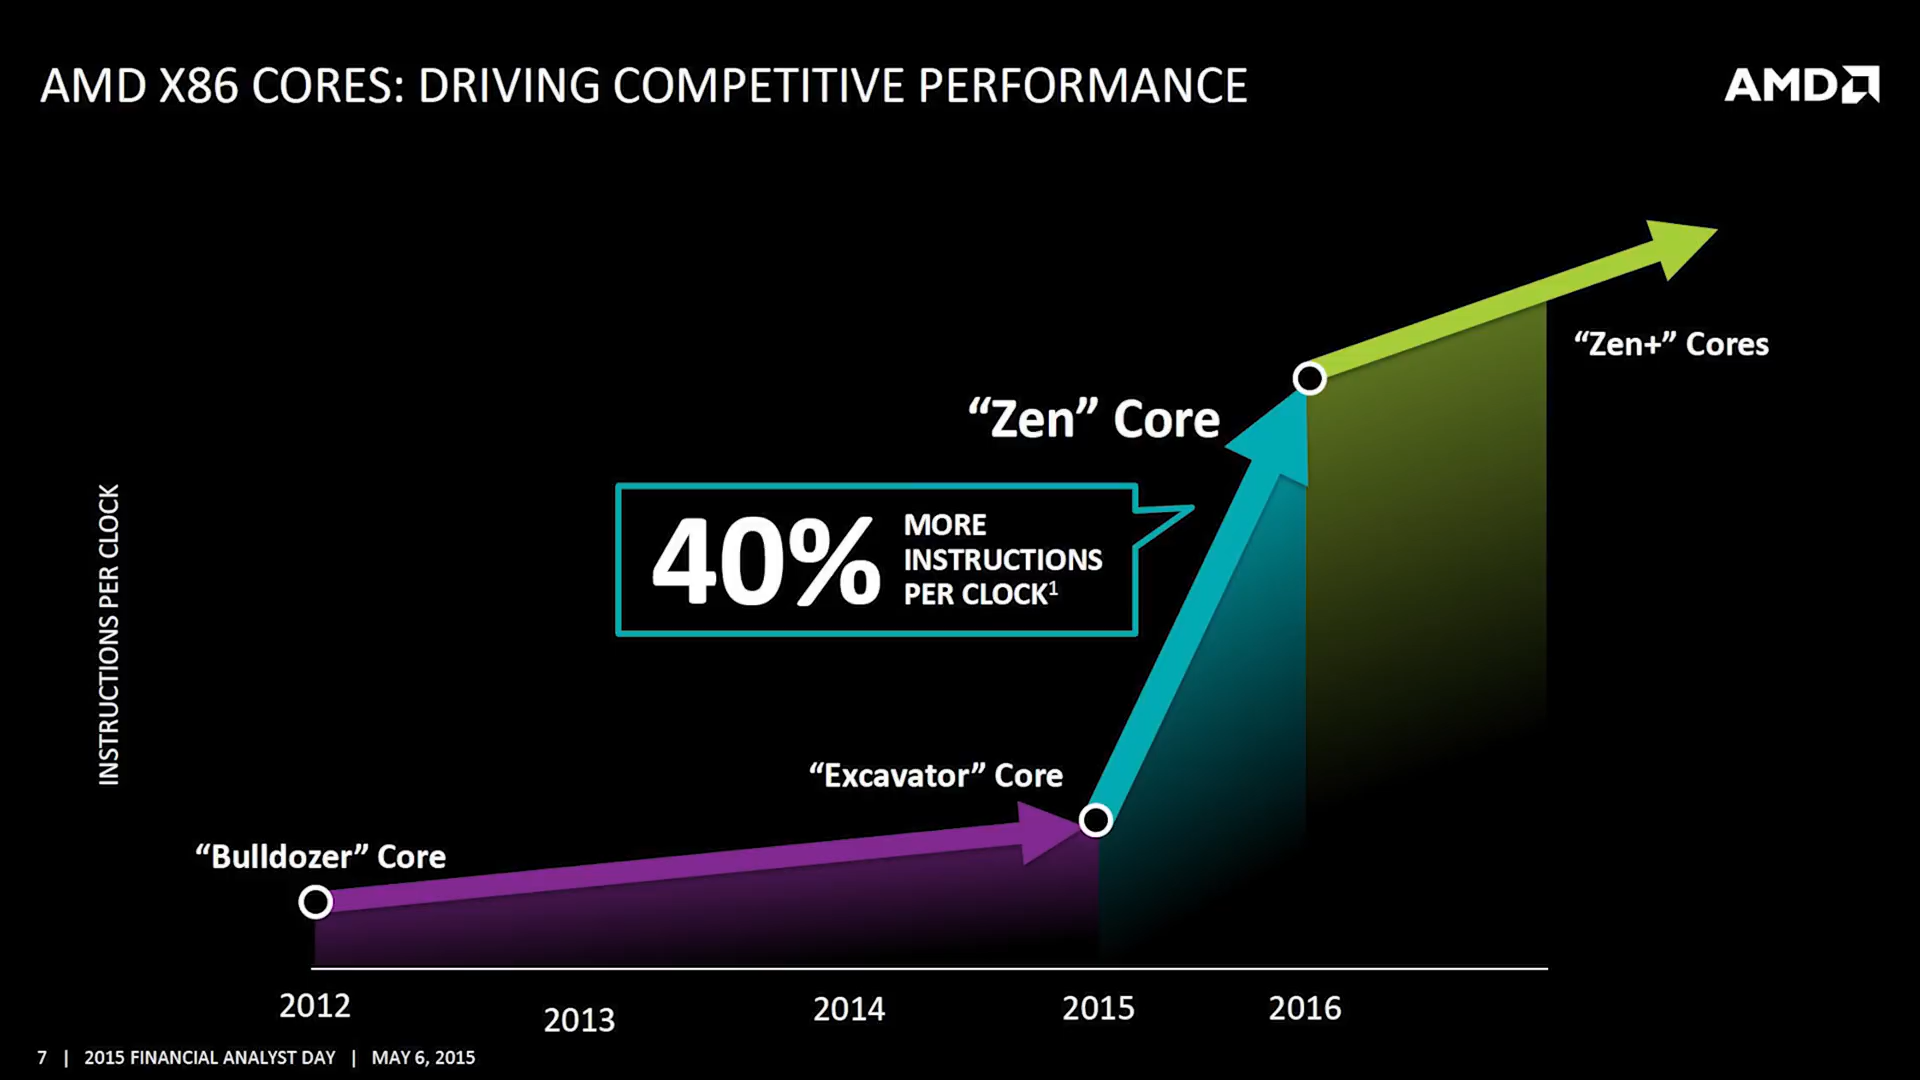 AMD X86 CORES: DRIVING COMPETITIVE PERFORMANCE
AMD
“Zen+” Cores
“Zen” Core
40%
MORE
INSTRUCTIONS
PER CLOCK¹
INSTRUCTIONS PER CLOCK
“Excavator” Core
“Bulldozer” Core
2012
2013
2014
2015
2016
7 | 2015 FINANCIAL ANALYST DAY | MAY 6, 2015